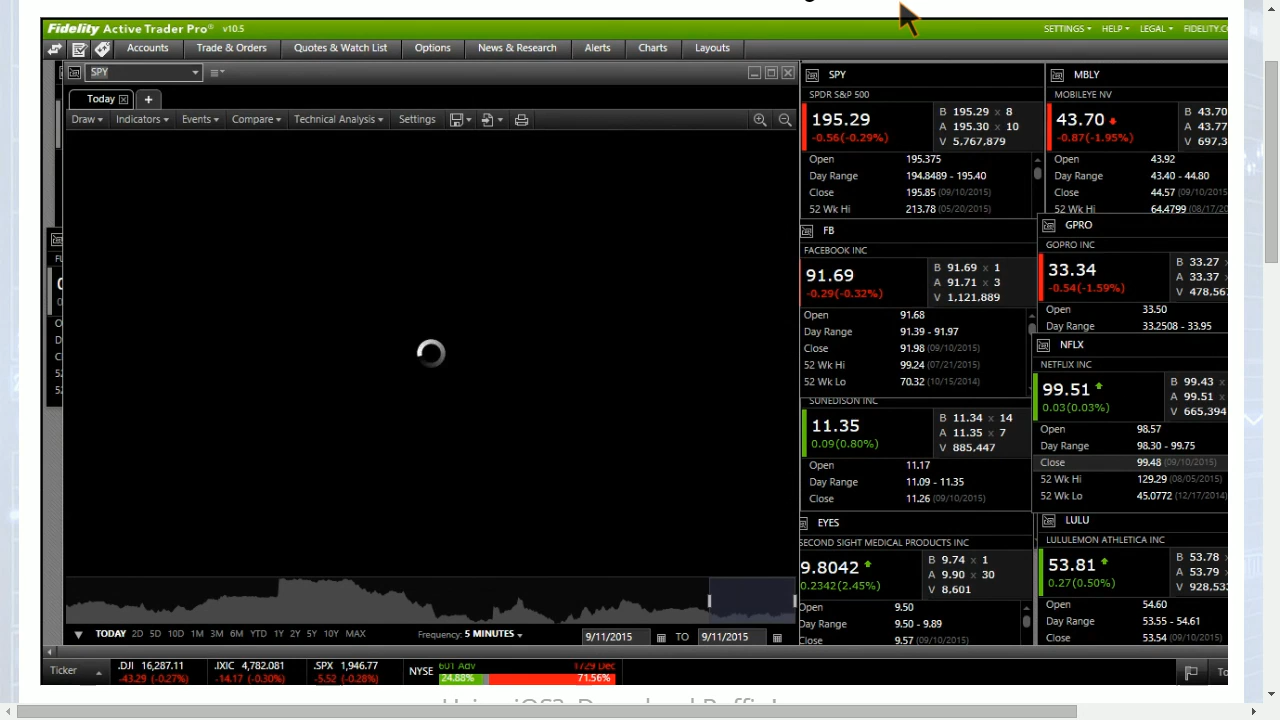 Fidelity Active Trader Pro® v10.5
SETTINGS HELP LEGAL FIDELITY.CO
Accounts Trade & Orders Quotes & Watch List Options News & Research Alerts Charts Layouts
SPY
Today
Draw Indicators Events Compare Technical Analysis Settings
SPY
SPDR S&P 500
195.29
-0.56(-0.29%)
B 195.29 x 8
A 195.30 x 10
V 5,767,879
Open 195.375
Day Range 194.8489 - 195.40
Close 195.85 (09/10/2015)
52 Wk Hi 213.78 (05/20/2015)
MBLY
MOBILEYE NV
43.70
-0.87(-1.95%)
B 43.70
A 43.77
V 697,3
Open 43.92
Day Range 43.40 - 44.80
Close 44.57 (09/10/2015
52 Wk Hi 64.4799 (08/17/20
FB
FACEBOOK INC
91.69
-0.29(-0.32%)
B 91.69 x 1
A 91.71 x 3
V 1,121,889
Open 91.68
Day Range 91.39 - 91.97
Close 91.98 (09/10/2015)
52 Wk Hi 99.24 (07/21/2015)
52 Wk Lo 70.32 (10/15/2014)
GPRO
GOPRO INC
33.34
-0.54(-1.59%)
B 33.27
A 33.37
V 478,567
Open 33.50
Day Range 33.2508 - 33.95
NFLX
NETFLIX INC
99.51
0.03(0.03%)
B 99.43 x
A 99.51 x
V 665,394
Open 98.57
Day Range 98.30 - 99.75
Close 99.48 (09/10/2015)
52 Wk Hi 129.29 (08/05/2015)
52 Wk Lo 45.0772 (12/17/2014
SUNEDISON INC
11.35
0.09(0.80%)
B 11.34 x 14
A 11.35 x 7
V 885,447
Open 11.17
Day Range 11.09 - 11.35
Close 11.26 (09/10/2015)
EYES
SECOND SIGHT MEDICAL PRODUCTS INC
9.8042
0.2342(2.45%)
B 9.74 x 1
A 9.90 x 30
V 8,601
Open 9.50
Day Range 9.50 - 9.89
Close 9.57 (09/10/2015)
LULU
LULULEMON ATHLETICA INC
53.81
0.27(0.50%)
B 53.78
A 53.79
V 928,53
Open 54.60
Day Range 53.55 - 54.61
Close 53.54 (09/10/2015)
TODAY 2D 5D 10D 1M 3M 6M YTD 1Y 2Y 5Y 10Y MAX Frequency: 5 MINUTES 9/11/2015 TO 9/11/2015
Ticker
.DJI 16,287.11
-43.29 (-0.27%)
.IXIC 4,782.081
-14.17 (-0.30%)
.SPX 1,946.77
-5.52 (-0.28%)
NYSE
601 Adv 1729 Dec
24.88% 71.56%